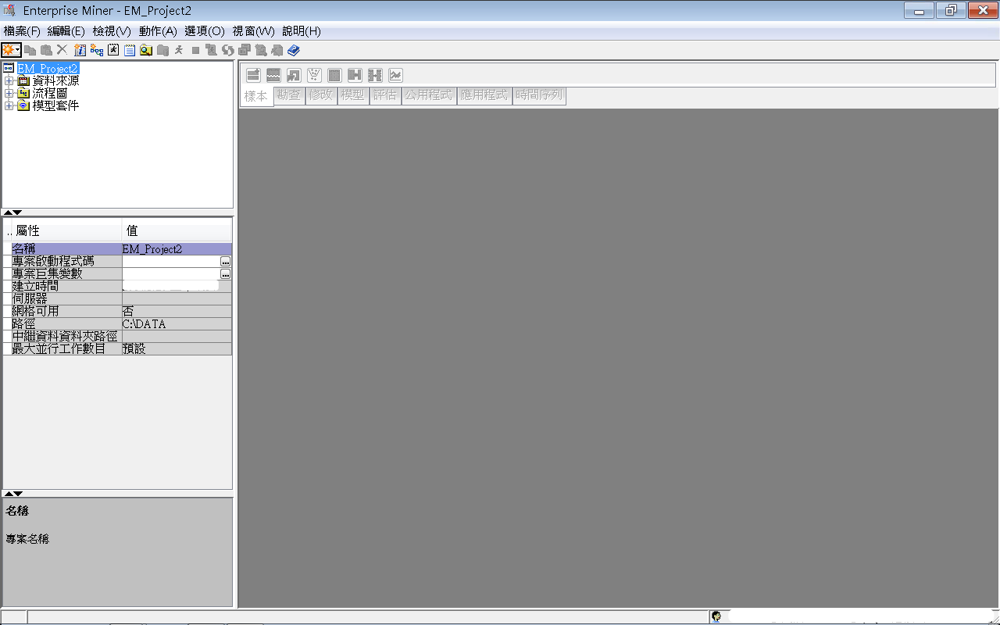 Enterprise Miner - EM_Project2
檔案(F) 編輯(E) 檢視(V) 動作(A) 選項(O) 視窗(W) 說明(H)
EM_Project2
資料來源
流程圖
模型套件
樣本 勘查 修改 模型 評估 公用程式 應用程式 時間序列
.. 屬性 值
名稱 EM_Project2
專案啟動程式碼 ...
專案巨集變數 ...
建立時間
伺服器
網格可用 否
路徑 C:\DATA
中繼資料資料夾路徑
最大並行工作數目 預設
名稱
專案名稱